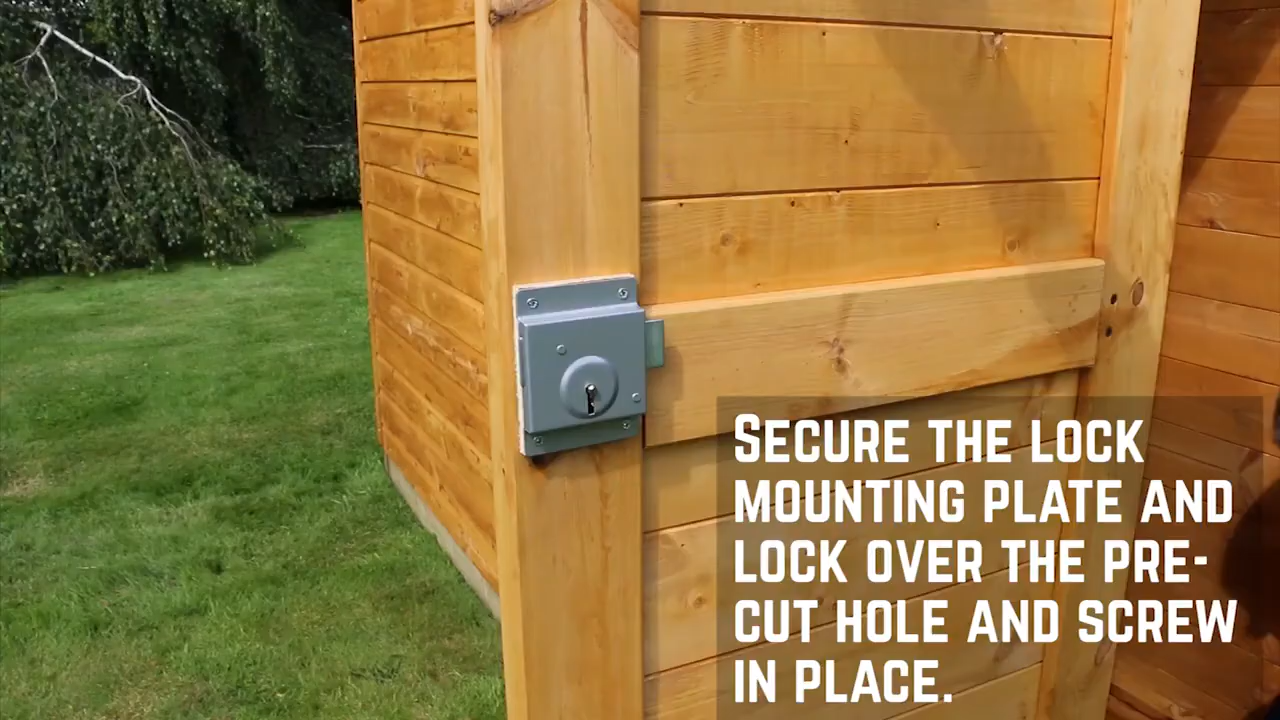 Secure the lock
mounting plate and
lock over the pre-
cut hole and screw
in place.